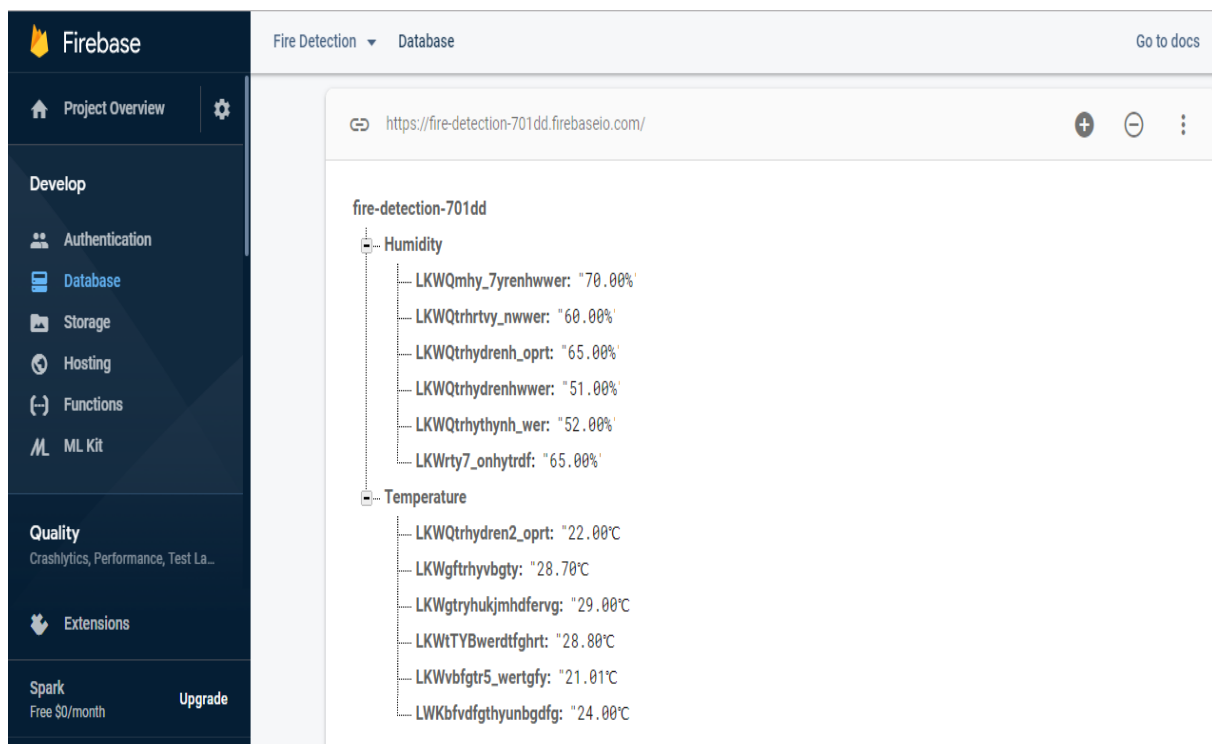 Firebase
Fire Detection Database Go to docs
Project Overview
https://fire-detection-701dd.firebaseio.com/
Develop
Authentication
Database
Storage
Hosting
Functions
ML Kit
Quality
Crashlytics, Performance, Test La...
Extensions
Spark
Free $0/month
Upgrade
fire-detection-701dd
Humidity
LKWQmhy_7yrenhwwer: "70.00%'
LKWQtrhrtvy_nwwer: "60.00%'
LKWQtrhydrenh_oprt: "65.00%'
LKWQtrhydrenhwwer: "51.00%'
LKWQtrhythynh_wer: "52.00%'
LKWrty7_onhytrdf: "65.00%'
Temperature
LKWQtrhydren2_oprt: "22.00℃
LKWgftrhyvbgty: "28.70℃
LKWgtryhukjmhdfervg: "29.00℃
LKWtTYBwerdtfghrt: "28.80℃
LKWvbfgtr5_wertgfy: "21.01℃
LWKbfvdfgthyunbgdfg: "24.00℃